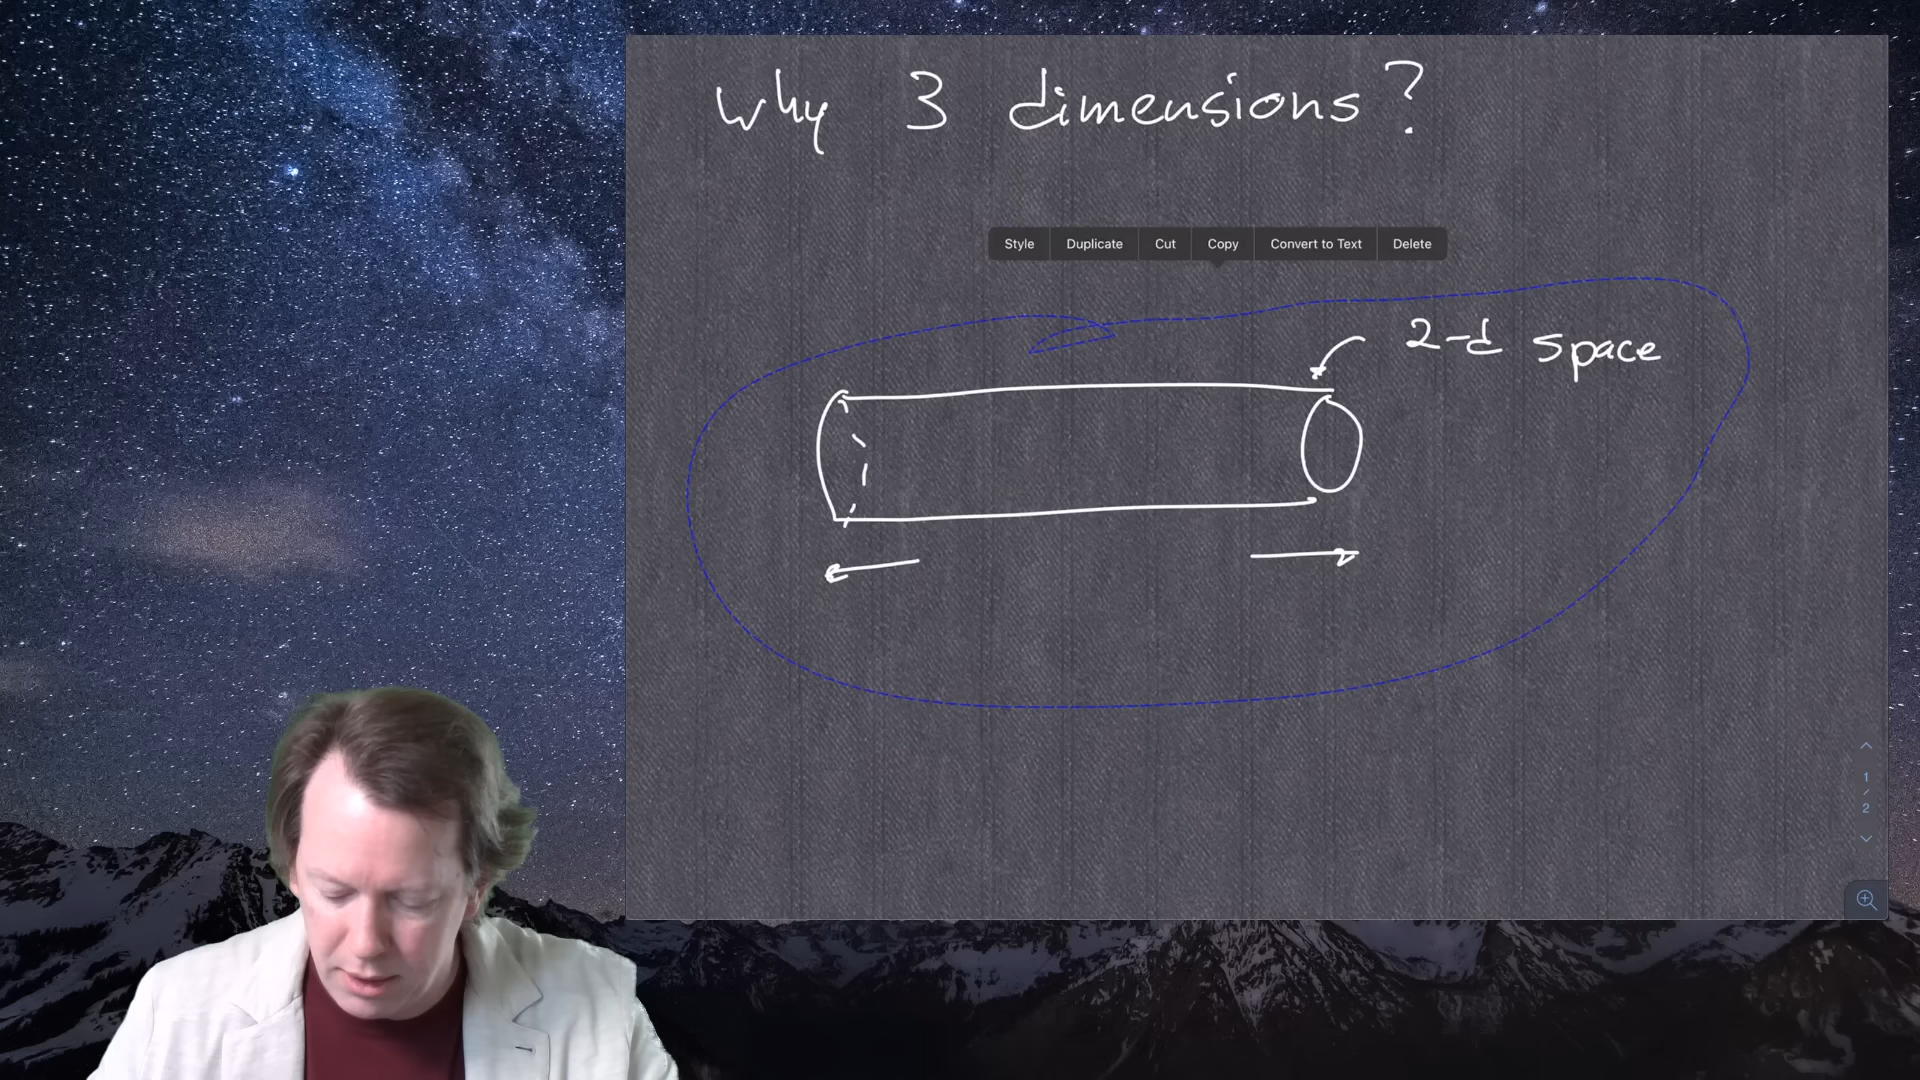 why 3 dimensions?
Style Duplicate Cut Copy Convert to Text Delete
2-d space
1
/
2